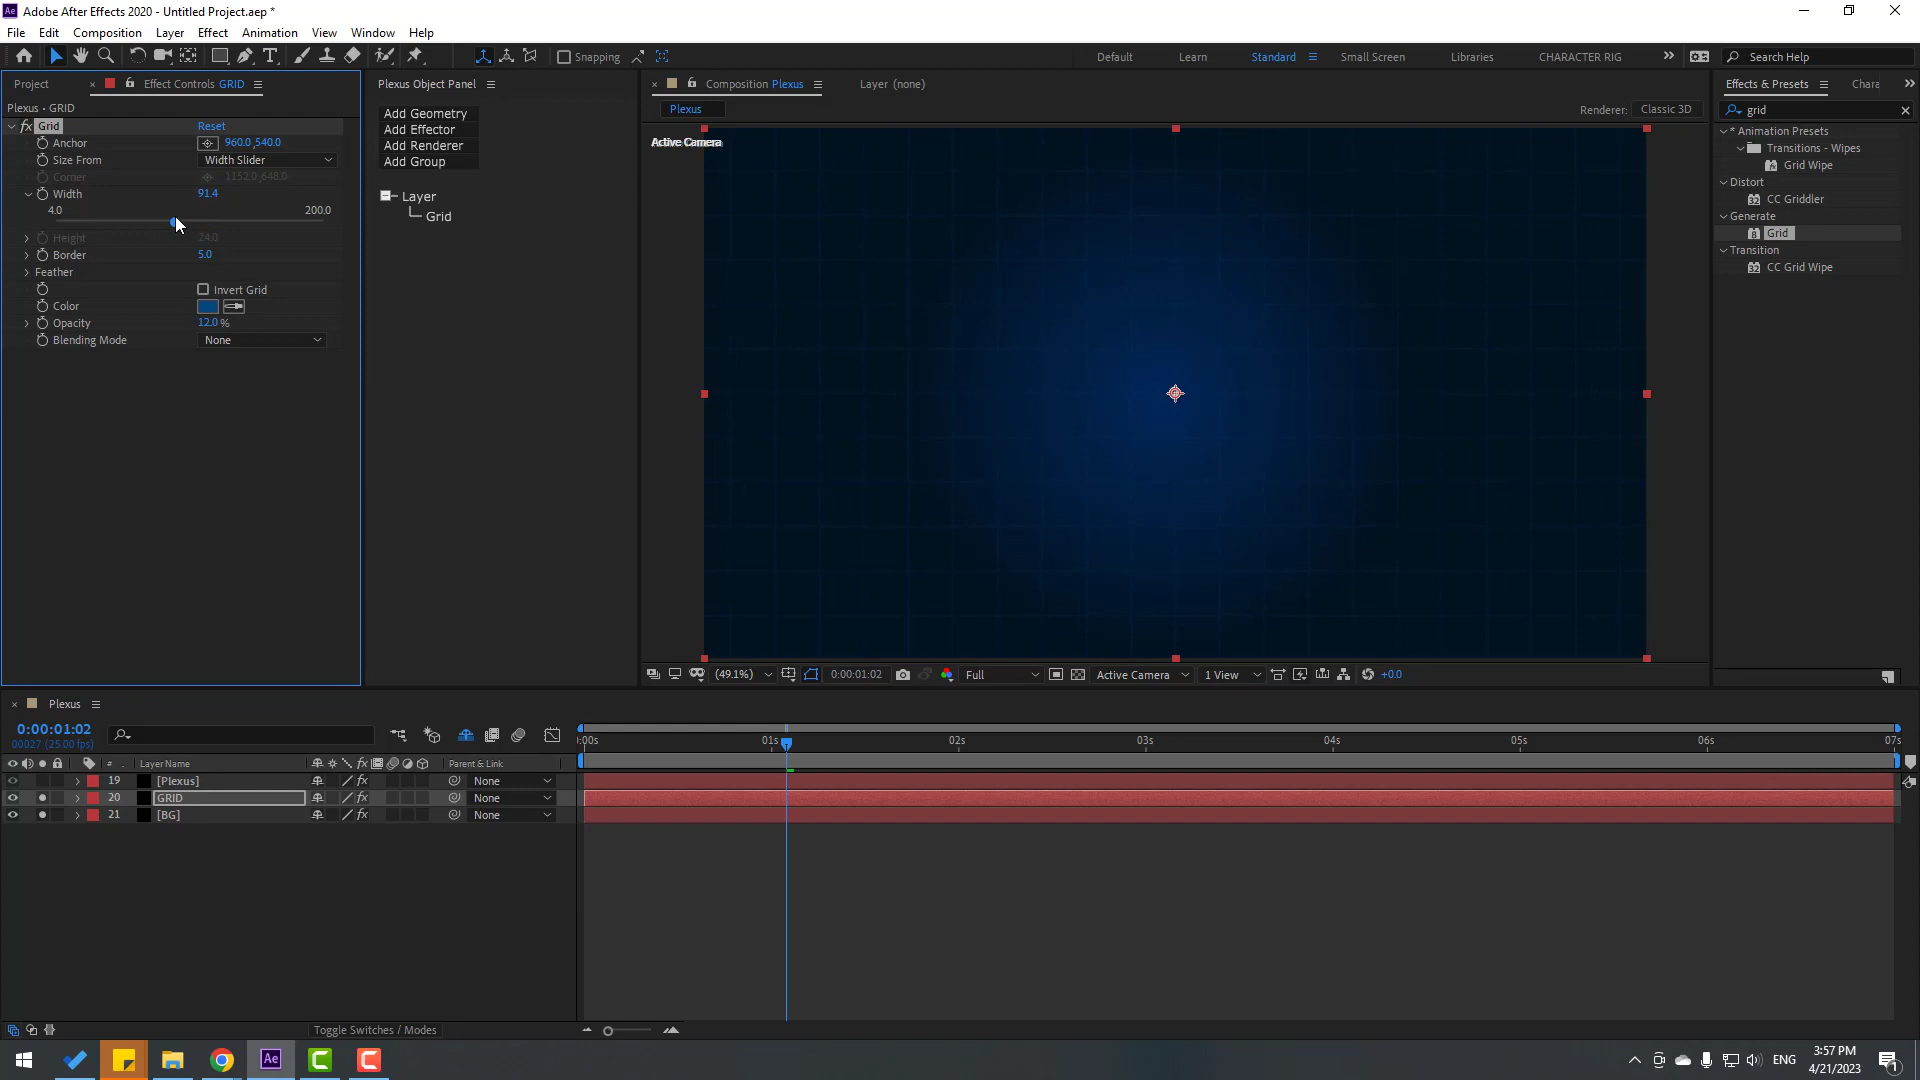 Adobe After Effects 2020 - Untitled Project.aep *
File Edit Composition Layer Effect Animation View Window Help
Snapping
Default Learn Standard Small Screen Libraries CHARACTER RIG Search Help
Project Effect Controls GRID
Plexus • GRID
fx Grid Reset
Anchor 960.0,540.0
Size From Width Slider
Corner 1152.0,648.0
Width 91.4
4.0 200.0
Height 24.0
Border 5.0
Feather
Invert Grid
Color
Opacity 12.0 %
Blending Mode None
Plexus Object Panel
Add Geometry
Add Effector
Add Renderer
Add Group
Layer
Grid
Composition Plexus Layer (none)
Plexus Renderer: Classic 3D
Active Camera
(49.1%) 0:00:01:02 Full Active Camera 1 View +0.0
Effects & Presets Chara
grid
* Animation Presets
Transitions - Wipes
Grid Wipe
Distort
CC Griddler
Generate
Grid
Transition
CC Grid Wipe
Plexus
0:00:01:02
00027 (25.00 fps)
# Layer Name Parent & Link
19 [Plexus] fx None
20 GRID fx None
21 [BG] fx None
:00s 01s 02s 03s 04s 05s 06s 07s
Toggle Switches / Modes
ENG 3:57 PM
4/21/2023